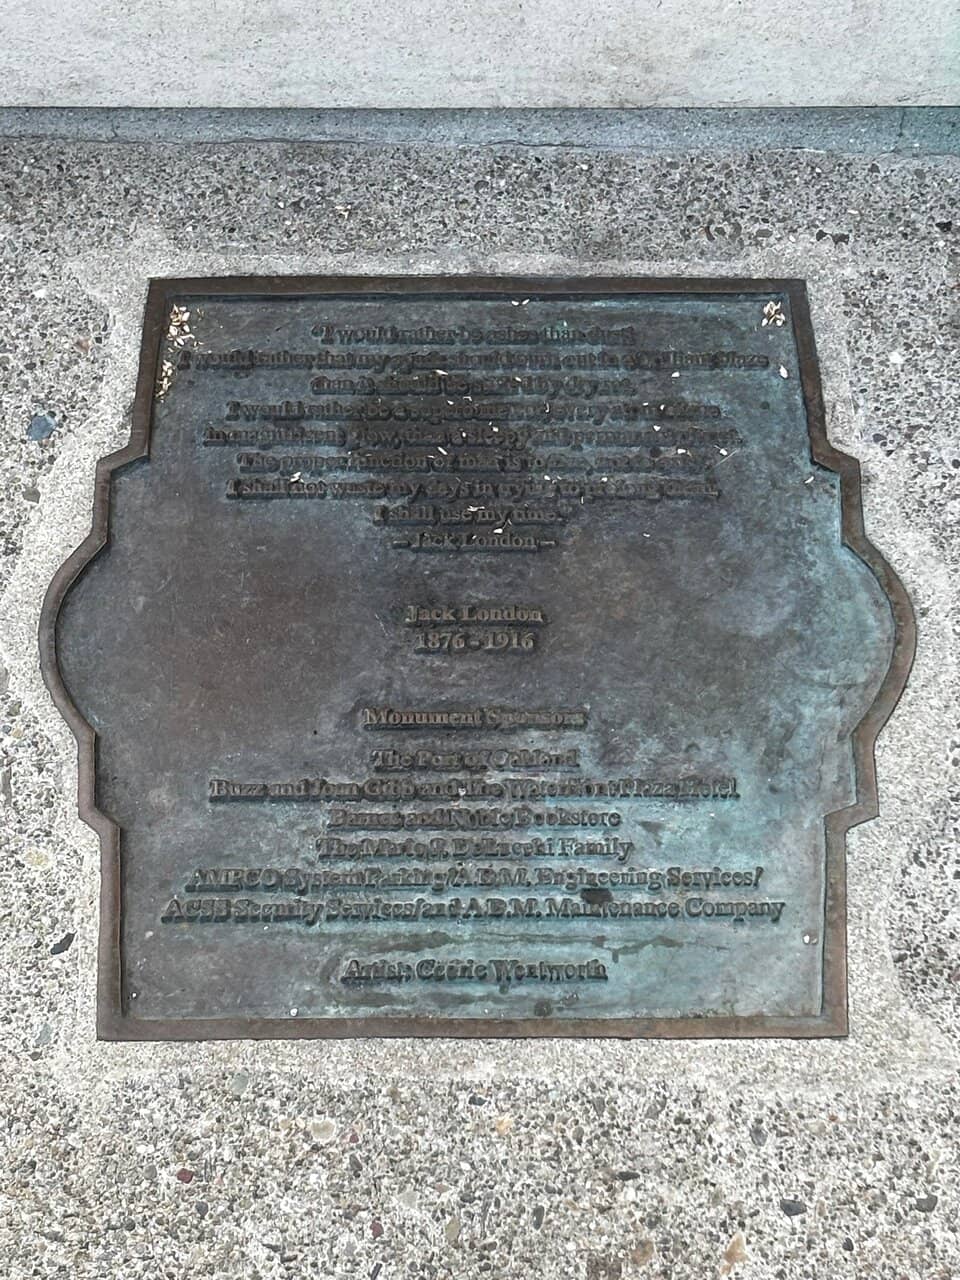 "I would rather be ashes than dust!
I would rather that my spark should burn out in a brilliant blaze
than it should be stifled by dry rot.
I would rather be a superb meteor, every atom of me
in magnificent glow, than a sleepy and permanent planet.
The proper function of man is to live, not to exist.
I shall not waste my days in trying to prolong them.
I shall use my time."
– Jack London –
Jack London
1876 - 1916
Monument Sponsors
The Port of Oakland
Buzz and Joan Gibb and The Waterfront Plaza Hotel
Barnes and Noble Bookstore
The Mario J. Family
AMPCO System Parking/A.B.M. Engineering Services/
ACSS Security Services/and A.B.M. Maintenance Company
Artist: Cedric Wentworth